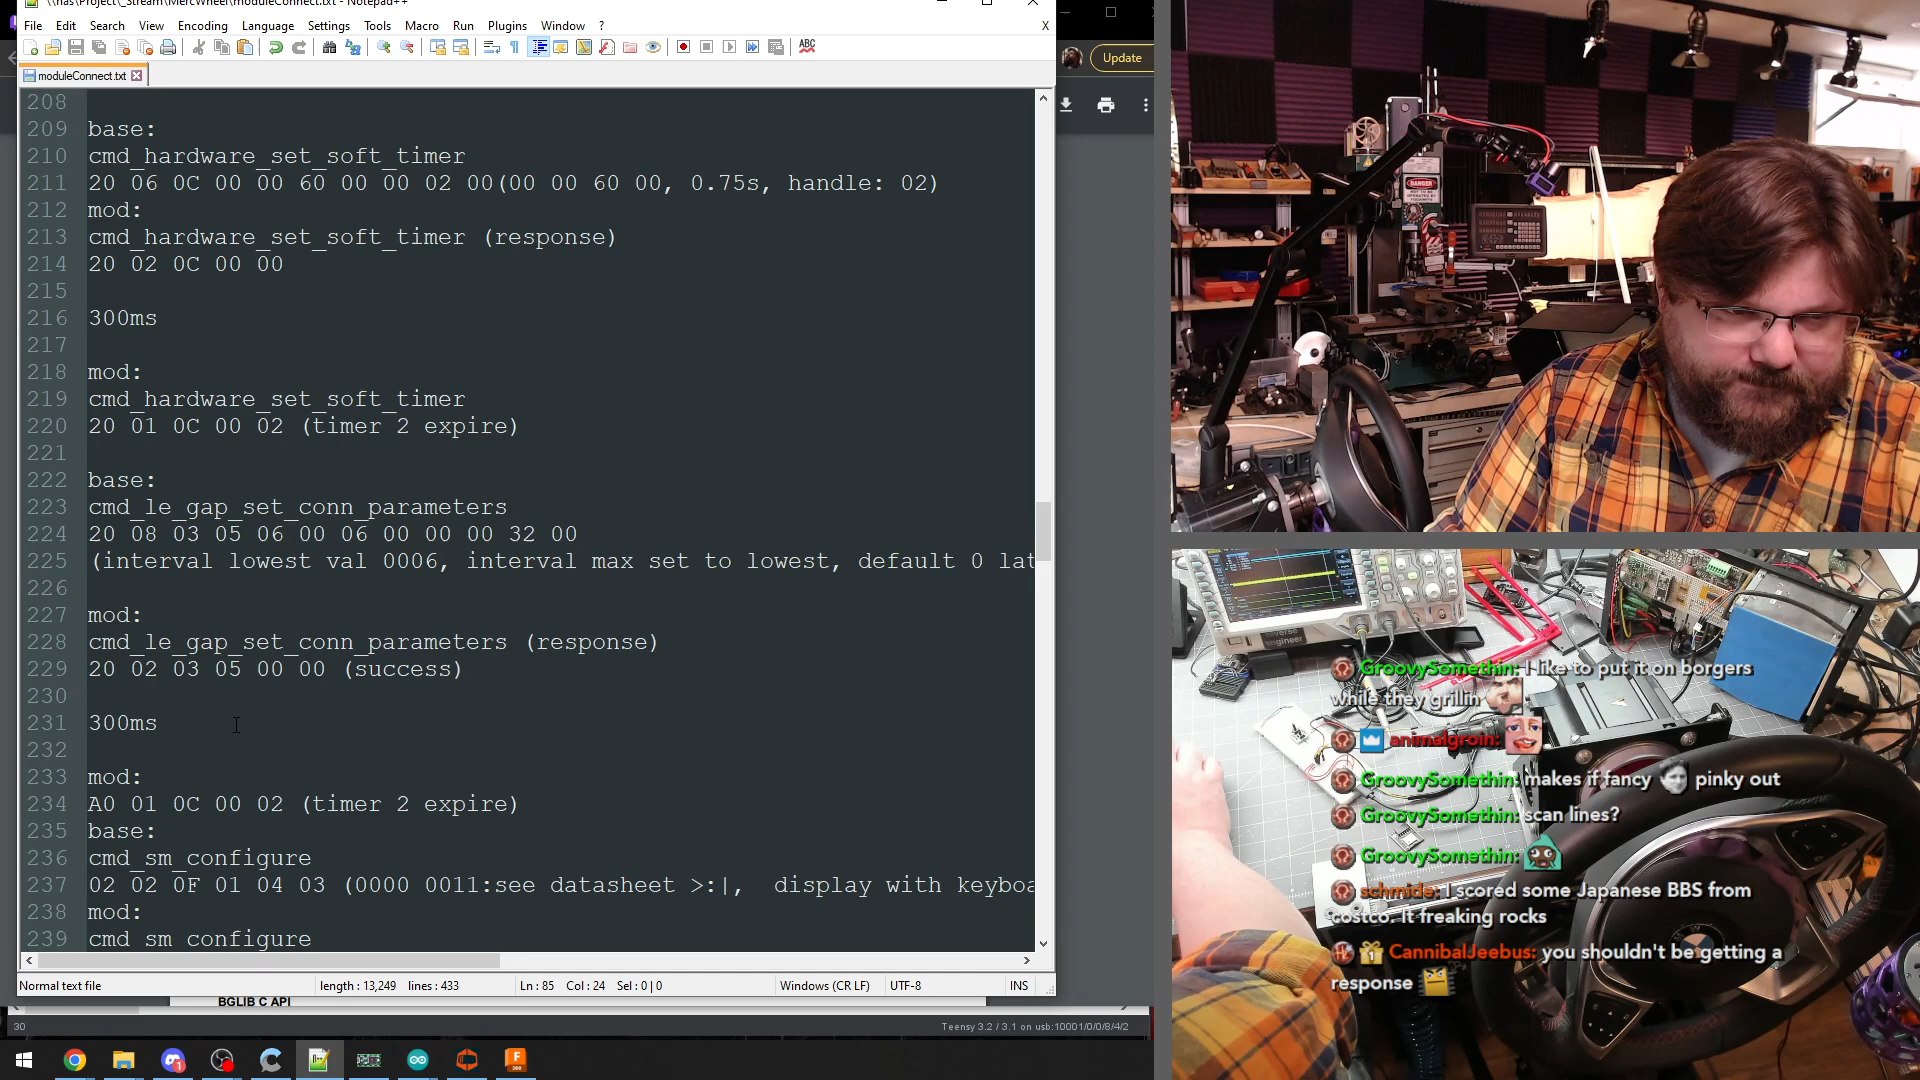 \\nas\Project\_Stream\MercWheel\moduleConnect.txt - Notepad++
File Edit Search View Encoding Language Settings Tools Macro Run Plugins Window ? X
Update
moduleConnect.txt
208
209 base:
210 cmd_hardware_set_soft_timer
211 20 06 0C 00 00 60 00 00 02 00(00 00 60 00, 0.75s, handle: 02)
212 mod:
213 cmd_hardware_set_soft_timer (response)
214 20 02 0C 00 00
215
216 300ms
217
218 mod:
219 cmd_hardware_set_soft_timer
220 20 01 0C 00 02 (timer 2 expire)
221
222 base:
223 cmd_le_gap_set_conn_parameters
224 20 08 03 05 06 00 06 00 00 00 32 00
225 (interval lowest val 0006, interval max set to lowest, default 0 lat
226
227 mod:
228 cmd_le_gap_set_conn_parameters (response)
229 20 02 03 05 00 00 (success)
230
231 300ms
232
233 mod:
234 A0 01 0C 00 02 (timer 2 expire)
235 base:
236 cmd_sm_configure
237 02 02 0F 01 04 03 (0000 0011:see datasheet >:|,  display with keyboa
238 mod:
239 cmd sm configure
Normal text file length : 13,249 lines : 433 Ln : 85 Col : 24 Sel : 0 | 0 Windows (CR LF) UTF-8 INS
BGLIB C API
30 Teensy 3.2 / 3.1 on usb:10001/0/0/8/4/2
DANGER
reverse engineer
GroovySomethin: I like to put it on borgers
while they grillin
animalgroin:
GroovySomethin: makes if fancy pinky out
GroovySomethin: scan lines?
GroovySomethin:
schmida: I scored some Japanese BBS from
costco. It freaking rocks
CannibalJeebus: you shouldn't be getting a
response